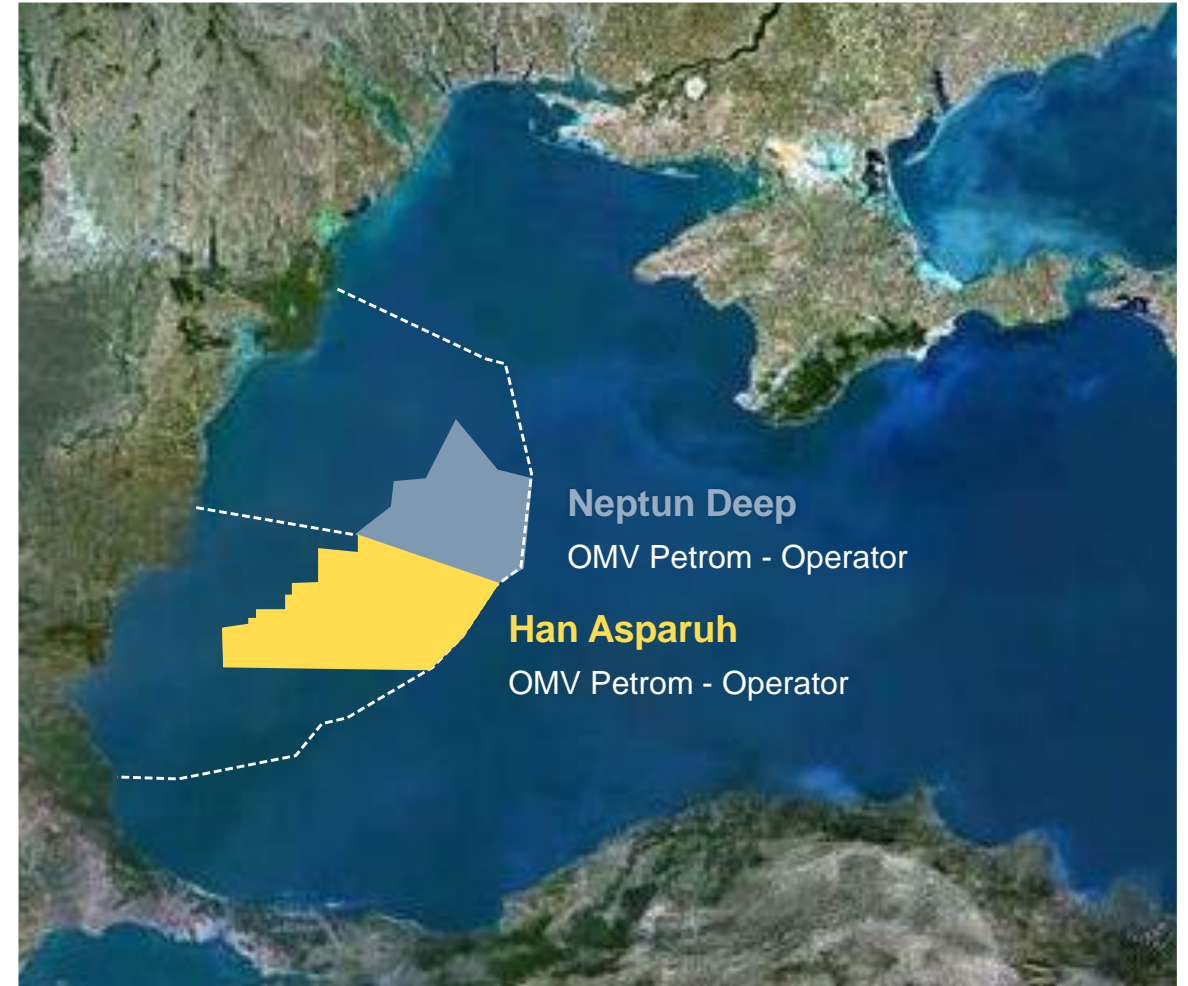 Neptun Deep
OMV Petrom - Operator
Han Asparuh
OMV Petrom - Operator